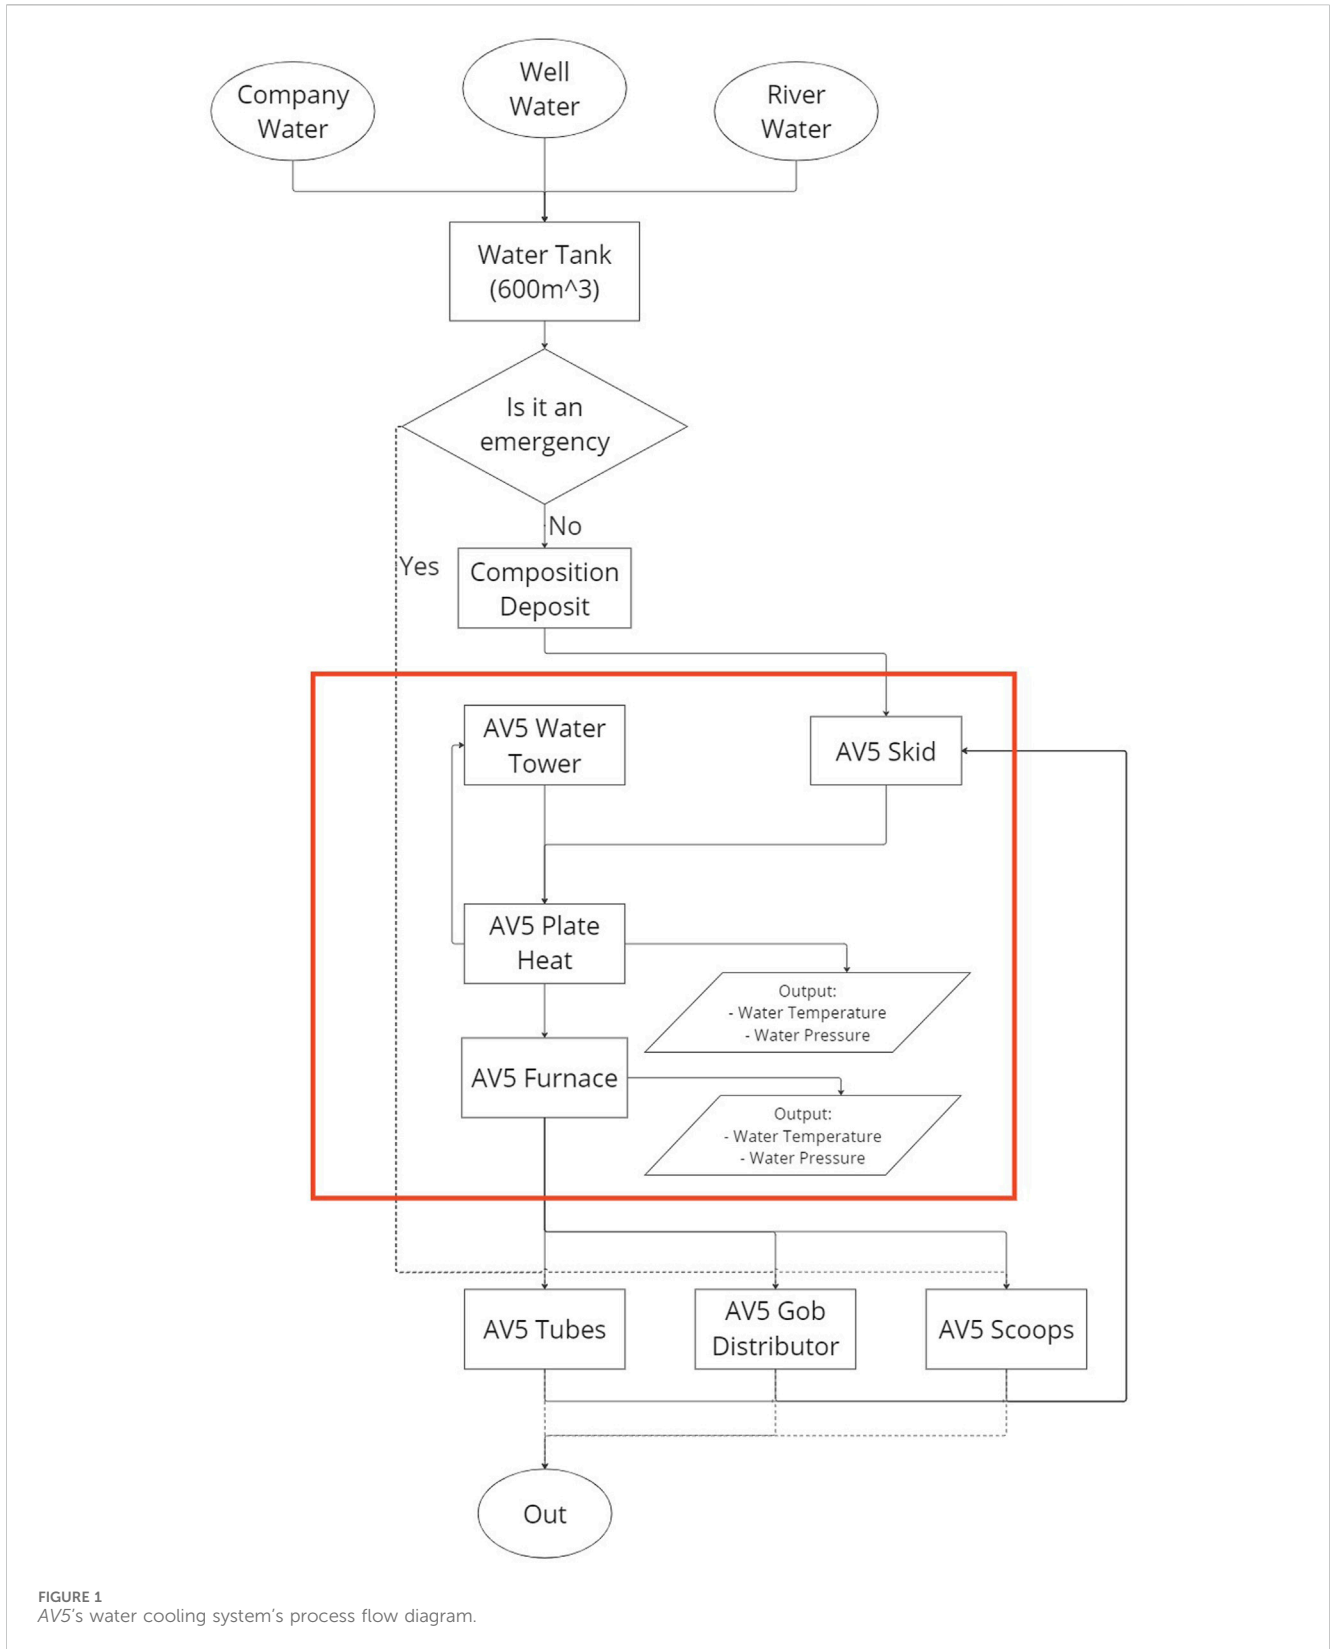 Company
Water
Well
Water
River
Water
Water Tank
(600m^3)
Is it an
emergency
No
Yes
Composition
Deposit
AV5 Water
Tower
AV5 Skid
AV5 Plate
Heat
Output:
- Water Temperature
- Water Pressure
AV5 Furnace
Output:
- Water Temperature
- Water Pressure
AV5 Tubes
AV5 Gob
Distributor
AV5 Scoops
Out
FIGURE 1
AV5's water cooling system's process flow diagram.